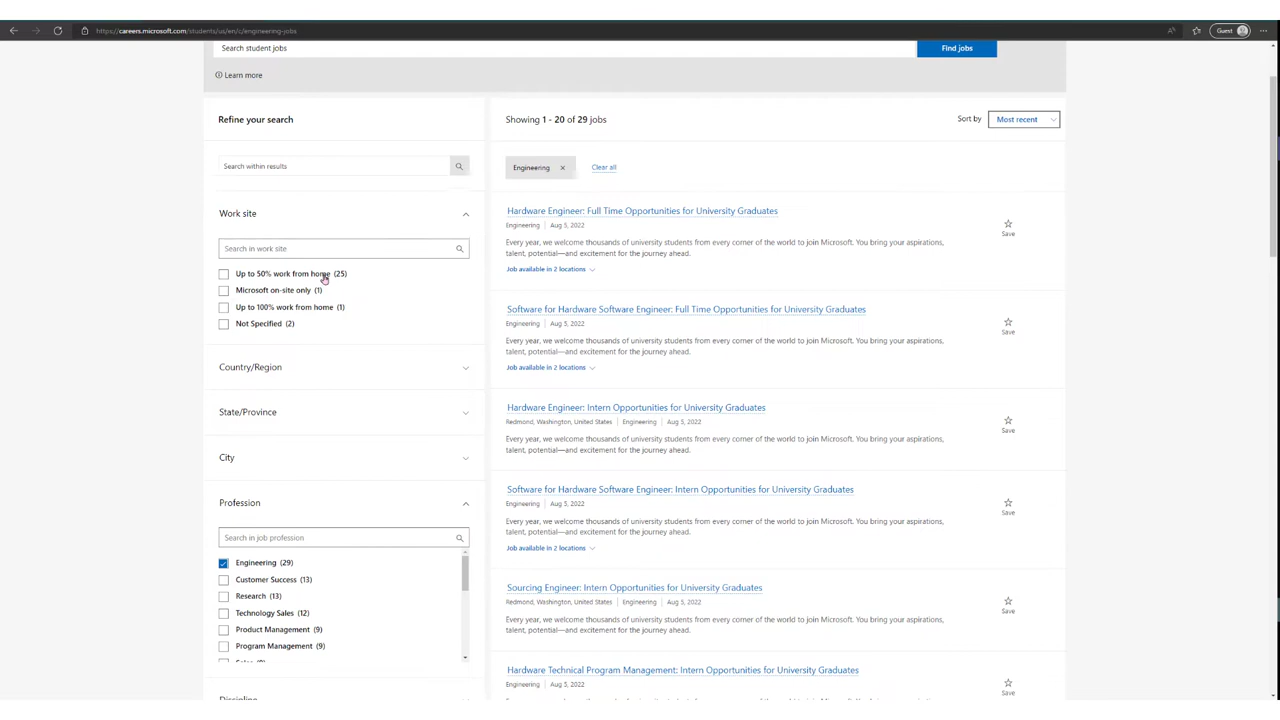 https://careers.microsoft.com/students/us/en/c/engineering-jobs
Guest
Search student jobs
Find jobs
Learn more
Refine your search
Showing 1 - 20 of 29 jobs
Sort by
Most recent
Search within results
Engineering
Clear all
Work site
Search in work site
Up to 50% work from home (25)
Microsoft on-site only (1)
Up to 100% work from home (1)
Not Specified (2)
Country/Region
State/Province
City
Profession
Search in job profession
Engineering (29)
Customer Success (13)
Research (13)
Technology Sales (12)
Product Management (9)
Program Management (9)
Hardware Engineer: Full Time Opportunities for University Graduates
Engineering | Aug 5, 2022
Every year, we welcome thousands of university students from every corner of the world to join Microsoft. You bring your aspirations,
talent, potential—and excitement for the journey ahead.
Job available in 2 locations
Save
Software for Hardware Software Engineer: Full Time Opportunities for University Graduates
Engineering | Aug 5, 2022
Every year, we welcome thousands of university students from every corner of the world to join Microsoft. You bring your aspirations,
talent, potential—and excitement for the journey ahead.
Job available in 2 locations
Save
Hardware Engineer: Intern Opportunities for University Graduates
Redmond, Washington, United States | Engineering | Aug 5, 2022
Every year, we welcome thousands of university students from every corner of the world to join Microsoft. You bring your aspirations,
talent, potential—and excitement for the journey ahead.
Save
Software for Hardware Software Engineer: Intern Opportunities for University Graduates
Engineering | Aug 5, 2022
Every year, we welcome thousands of university students from every corner of the world to join Microsoft. You bring your aspirations,
talent, potential—and excitement for the journey ahead.
Job available in 2 locations
Save
Sourcing Engineer: Intern Opportunities for University Graduates
Redmond, Washington, United States | Engineering | Aug 5, 2022
Every year, we welcome thousands of university students from every corner of the world to join Microsoft. You bring your aspirations,
talent, potential—and excitement for the journey ahead.
Save
Hardware Technical Program Management: Intern Opportunities for University Graduates
Engineering | Aug 5, 2022
Save